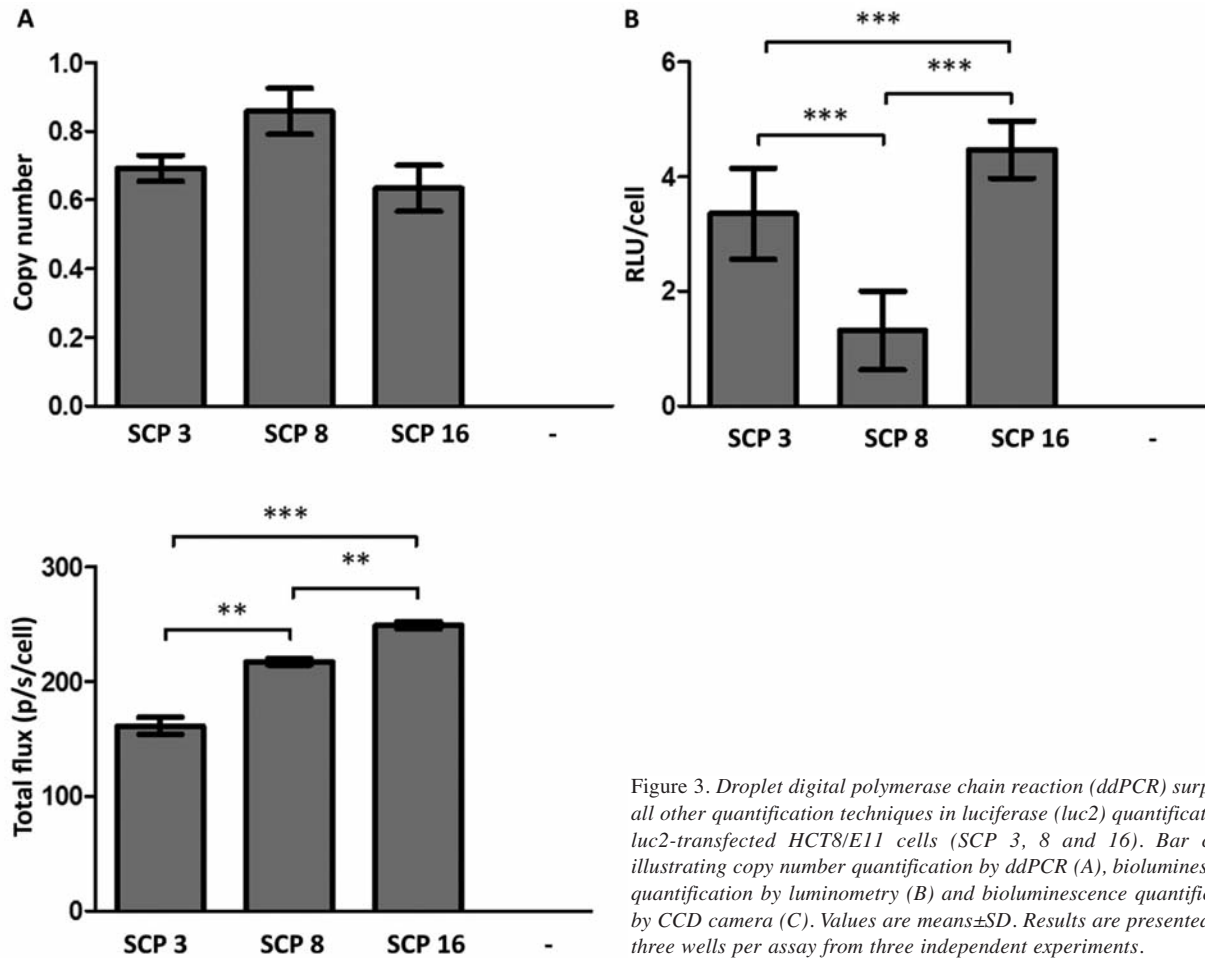 A
Copy number
1.0
0.8
0.6
0.4
0.2
0.0
SCP 3 SCP 8 SCP 16 -
B
RLU/cell
***
***
***
6
4
2
0
SCP 3 SCP 8 SCP 16 -
Total flux (p/s/cell)
***
**
**
300
200
100
0
SCP 3 SCP 8 SCP 16 -
Figure 3. Droplet digital polymerase chain reaction (ddPCR) surp
all other quantification techniques in luciferase (luc2) quantificat
luc2-transfected HCT8/E11 cells (SCP 3, 8 and 16). Bar c
illustrating copy number quantification by ddPCR (A), biolumines
quantification by luminometry (B) and bioluminescence quantific
by CCD camera (C). Values are means±SD. Results are presented
three wells per assay from three independent experiments.